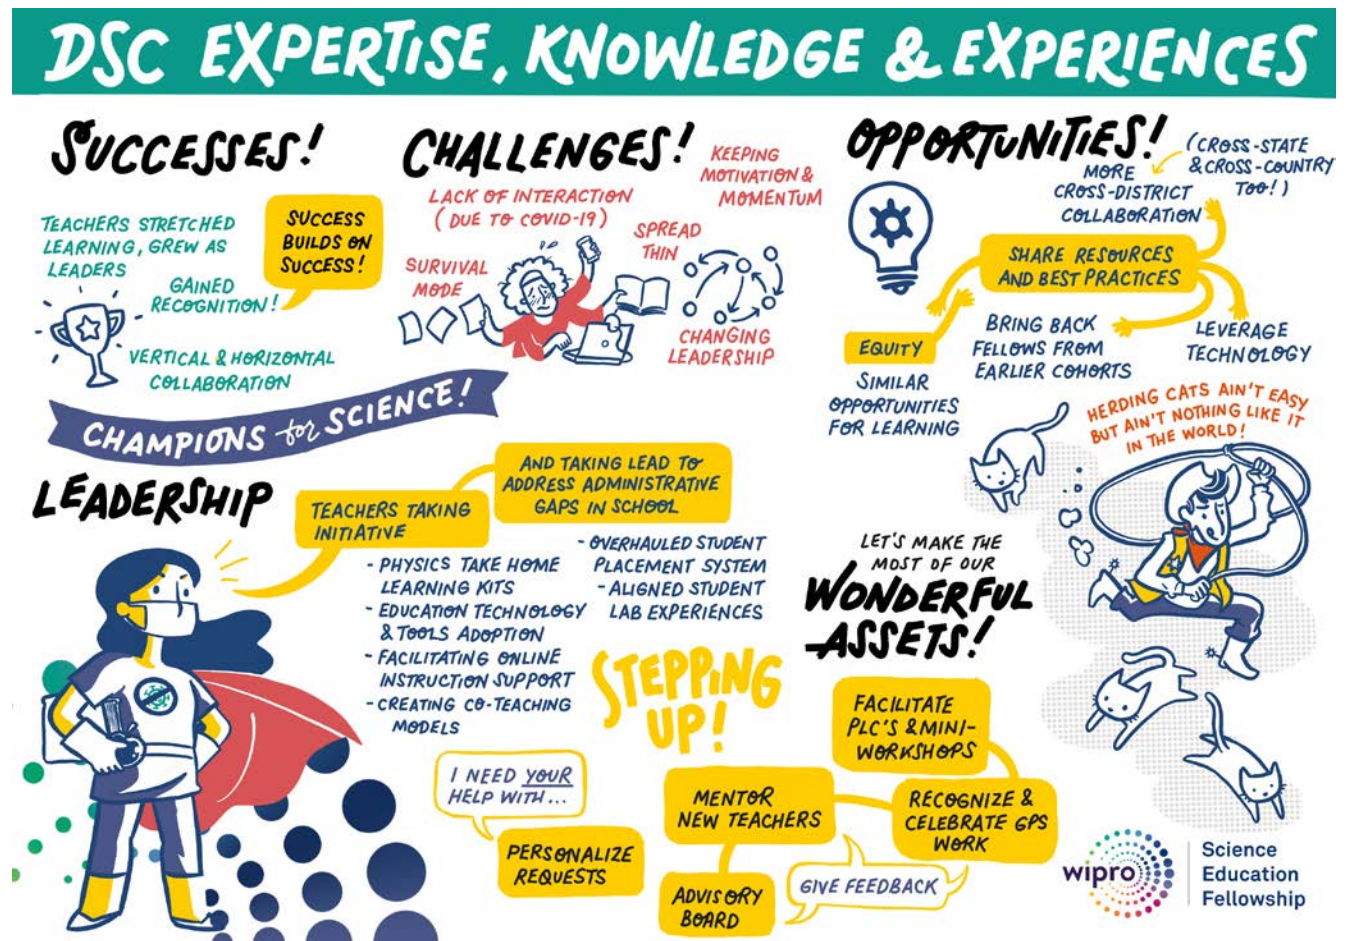 DSC EXPERTISE, KNOWLEDGE & EXPERIENCES
SUCCESSES!
TEACHERS STRETCHED
LEARNING, GREW AS
LEADERS
SUCCESS
BUILDS ON
SUCCESS!
GAINED
RECOGNITION!
VERTICAL & HORIZONTAL
COLLABORATION
CHAMPIONS for SCIENCE!
CHALLENGES!
KEEPING
MOTIVATION &
MOMENTUM
LACK OF INTERACTION
(DUE TO COVID-19)
SPREAD
THIN
SURVIVAL
MODE
CHANGING
LEADERSHIP
OPPORTUNITIES!
(CROSS-STATE
& CROSS-COUNTRY
TOO!)
MORE
CROSS-DISTRICT
COLLABORATION
SHARE RESOURCES
AND BEST PRACTICES
EQUITY
SIMILAR
OPPORTUNITIES
FOR LEARNING
BRING BACK
FELLOWS FROM
EARLIER COHORTS
LEVERAGE
TECHNOLOGY
HERDING CATS AIN'T EASY
BUT AIN'T NOTHING LIKE IT
IN THE WORLD!
LEADERSHIP
TEACHERS TAKING
INITIATIVE
AND TAKING LEAD TO
ADDRESS ADMINISTRATIVE
GAPS IN SCHOOL
- PHYSICS TAKE HOME
LEARNING KITS
- EDUCATION TECHNOLOGY
& TOOLS ADOPTION
- FACILITATING ONLINE
INSTRUCTION SUPPORT
- CREATING CO-TEACHING
MODELS
- OVERHAULED STUDENT
PLACEMENT SYSTEM
- ALIGNED STUDENT
LAB EXPERIENCES
STEPPING
UP!
LET'S MAKE THE
MOST OF OUR
WONDERFUL
ASSETS!
I NEED YOUR
HELP WITH...
PERSONALIZE
REQUESTS
FACILITATE
PLC'S & MINI-
WORKSHOPS
MENTOR
NEW TEACHERS
RECOGNIZE &
CELEBRATE GPS
WORK
ADVISORY
BOARD
GIVE FEEDBACK
wipro
Science
Education
Fellowship